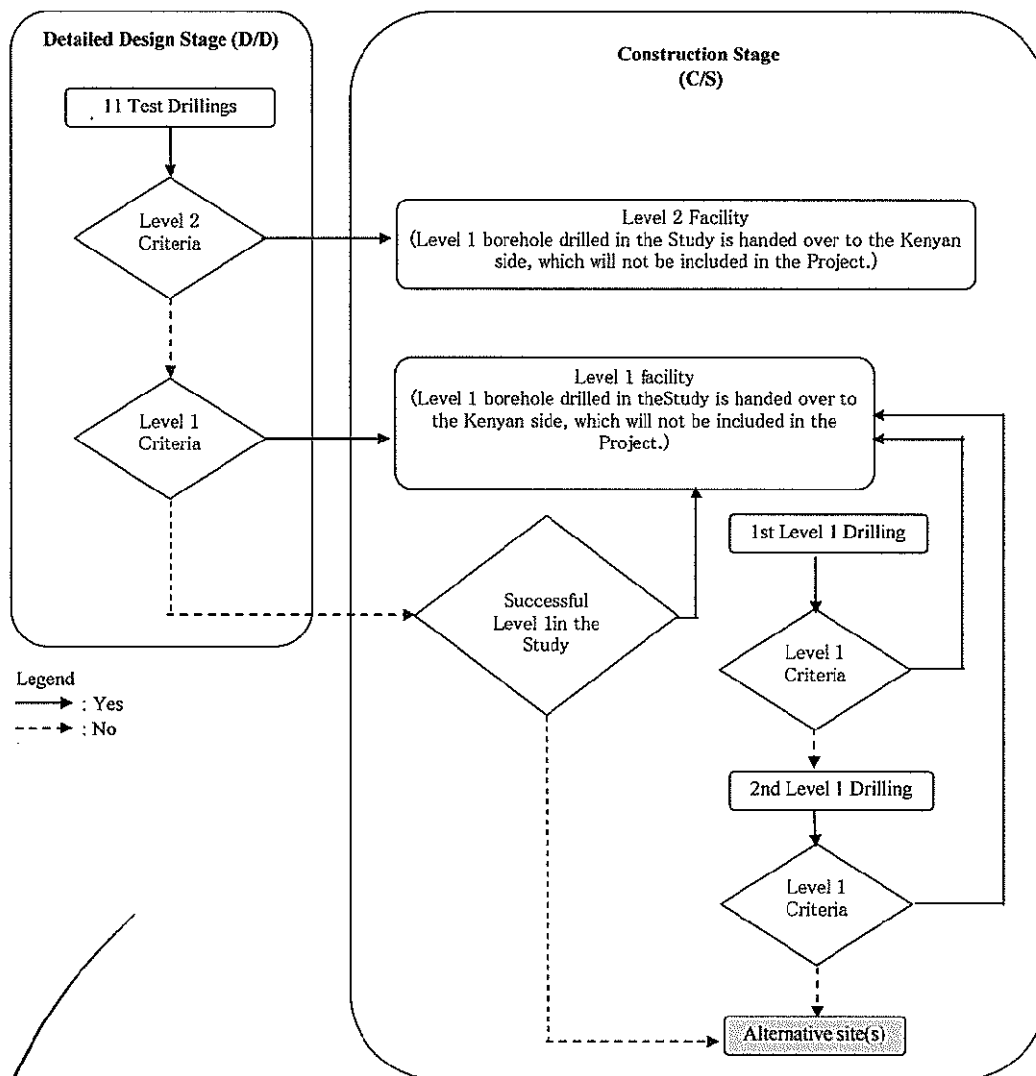 Detailed Design Stage (D/D)
11 Test Drillings
Level 2
Criteria
Level 1
Criteria
Legend
: Yes
: No
Construction Stage
(C/S)
Level 2 Facility
(Level 1 borehole drilled in the Study is handed over to the Kenyan
side, which will not be included in the Project.)
Level 1 facility
(Level 1 borehole drilled in theStudy is handed over to
the Kenyan side, which will not be included in the
Project.)
Successful
Level 1in the
Study
1st Level 1 Drilling
Level 1
Criteria
2nd Level 1 Drilling
Level 1
Criteria
Alternative site(s)